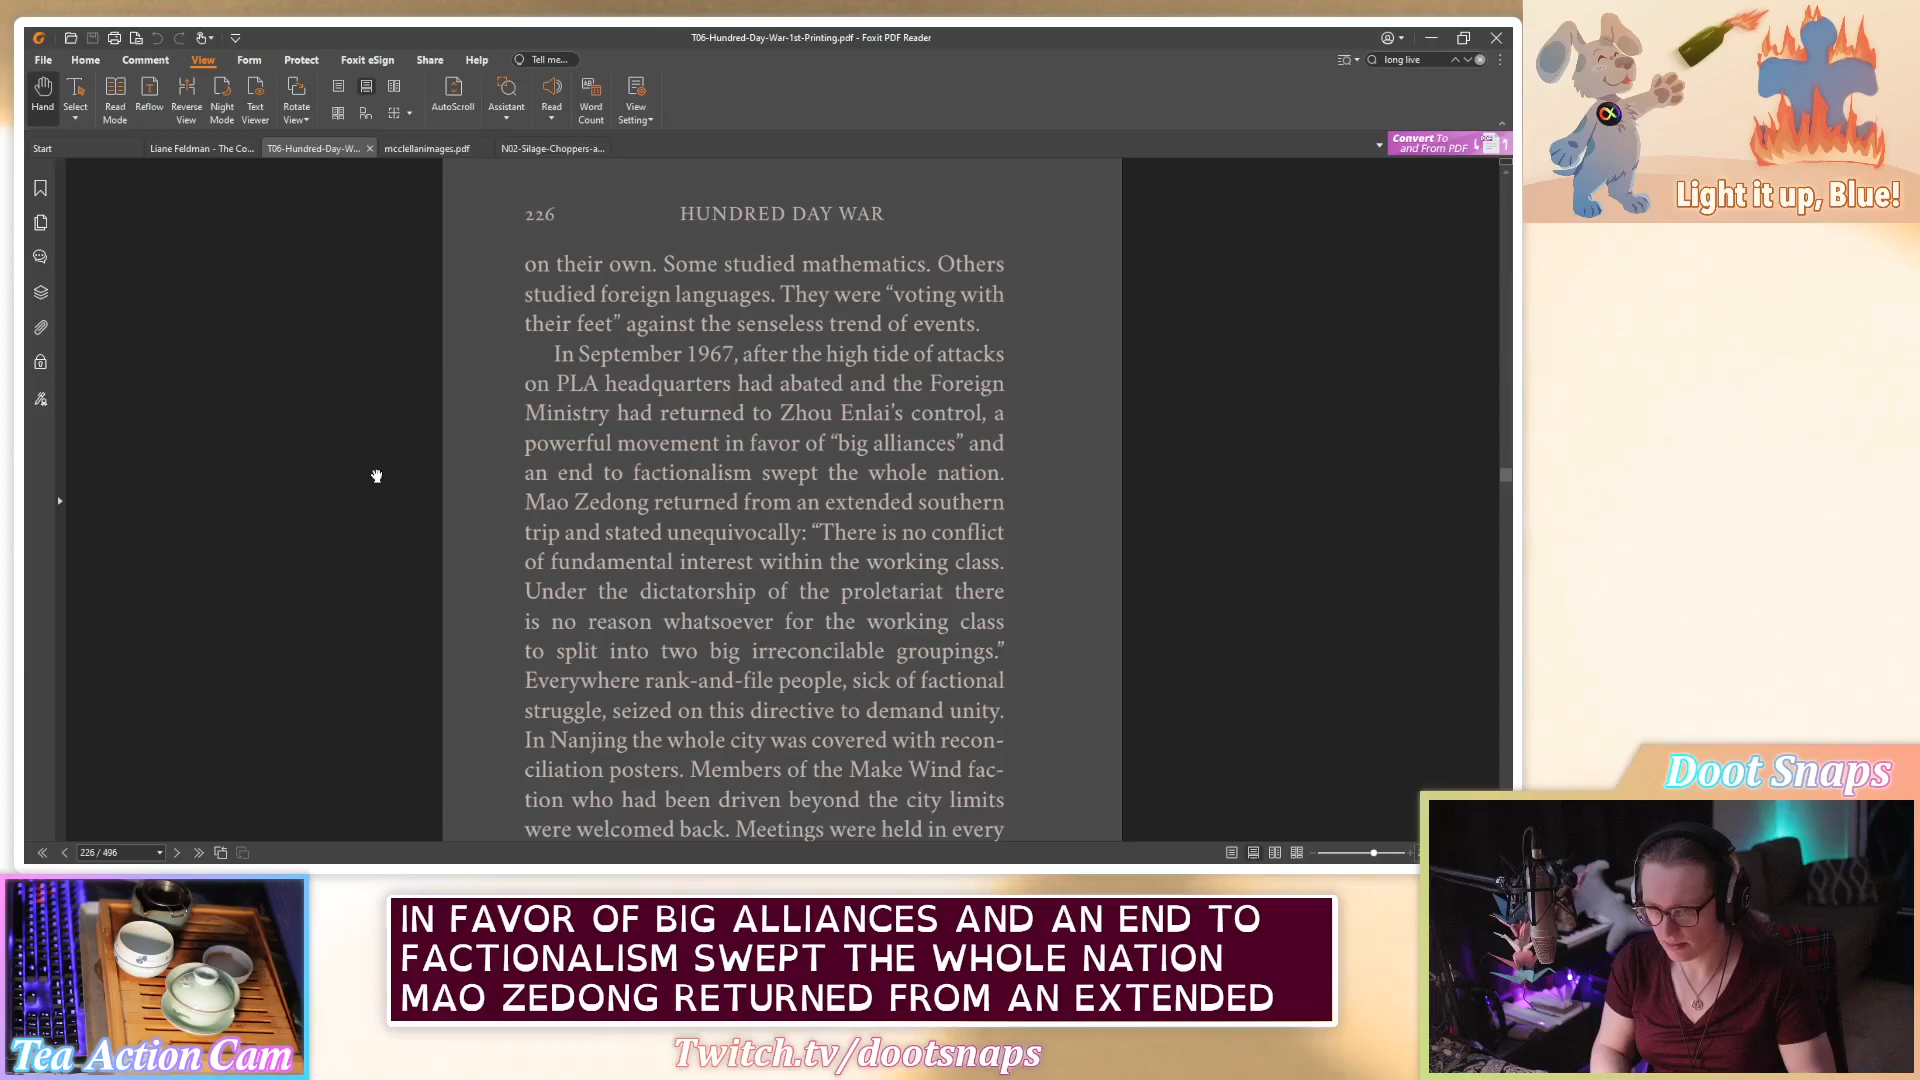 T06-Hundred-Day-War-1st-Printing.pdf - Foxit PDF Reader
File Home Comment View Form Protect Foxit eSign Share Help Tell me... long live
Hand Select Read Mode Reflow Reverse View Night Mode Text Viewer Rotate View AutoScroll Assistant Read Word Count View Setting
Start Liane Feldman - The Co... T06-Hundred-Day-W... mcclellanimages.pdf N02-Silage-Choppers-a...
Convert To
and From PDF
Light it up, Blue!
226 HUNDRED DAY WAR
on their own. Some studied mathematics. Others
studied foreign languages. They were “voting with
their feet” against the senseless trend of events.
In September 1967, after the high tide of attacks
on PLA headquarters had abated and the Foreign
Ministry had returned to Zhou Enlai’s control, a
powerful movement in favor of “big alliances” and
an end to factionalism swept the whole nation.
Mao Zedong returned from an extended southern
trip and stated unequivocally: “There is no conflict
of fundamental interest within the working class.
Under the dictatorship of the proletariat there
is no reason whatsoever for the working class
to split into two big irreconcilable groupings.”
Everywhere rank-and-file people, sick of factional
struggle, seized on this directive to demand unity.
In Nanjing the whole city was covered with recon-
ciliation posters. Members of the Make Wind fac-
tion who had been driven beyond the city limits
were welcomed back. Meetings were held in every
226 / 496
Doot Snaps
IN FAVOR OF BIG ALLIANCES AND AN END TO
FACTIONALISM SWEPT THE WHOLE NATION
MAO ZEDONG RETURNED FROM AN EXTENDED
Tea Action Cam
Twitch.tv/dootsnaps